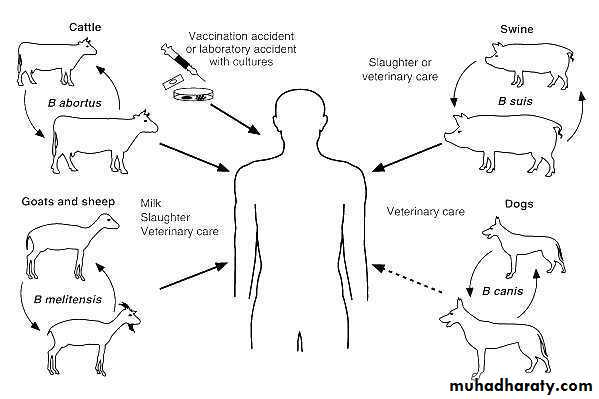 Cattle
B abortus
Vaccination accident
or laboratory accident
with cultures
Swine
Slaughter or
veterinary care
B suis
Goats and sheep
B melitensis
Milk
Slaughter
Veterinary care
Veterinary care
Dogs
B canis
muhadharaty.com